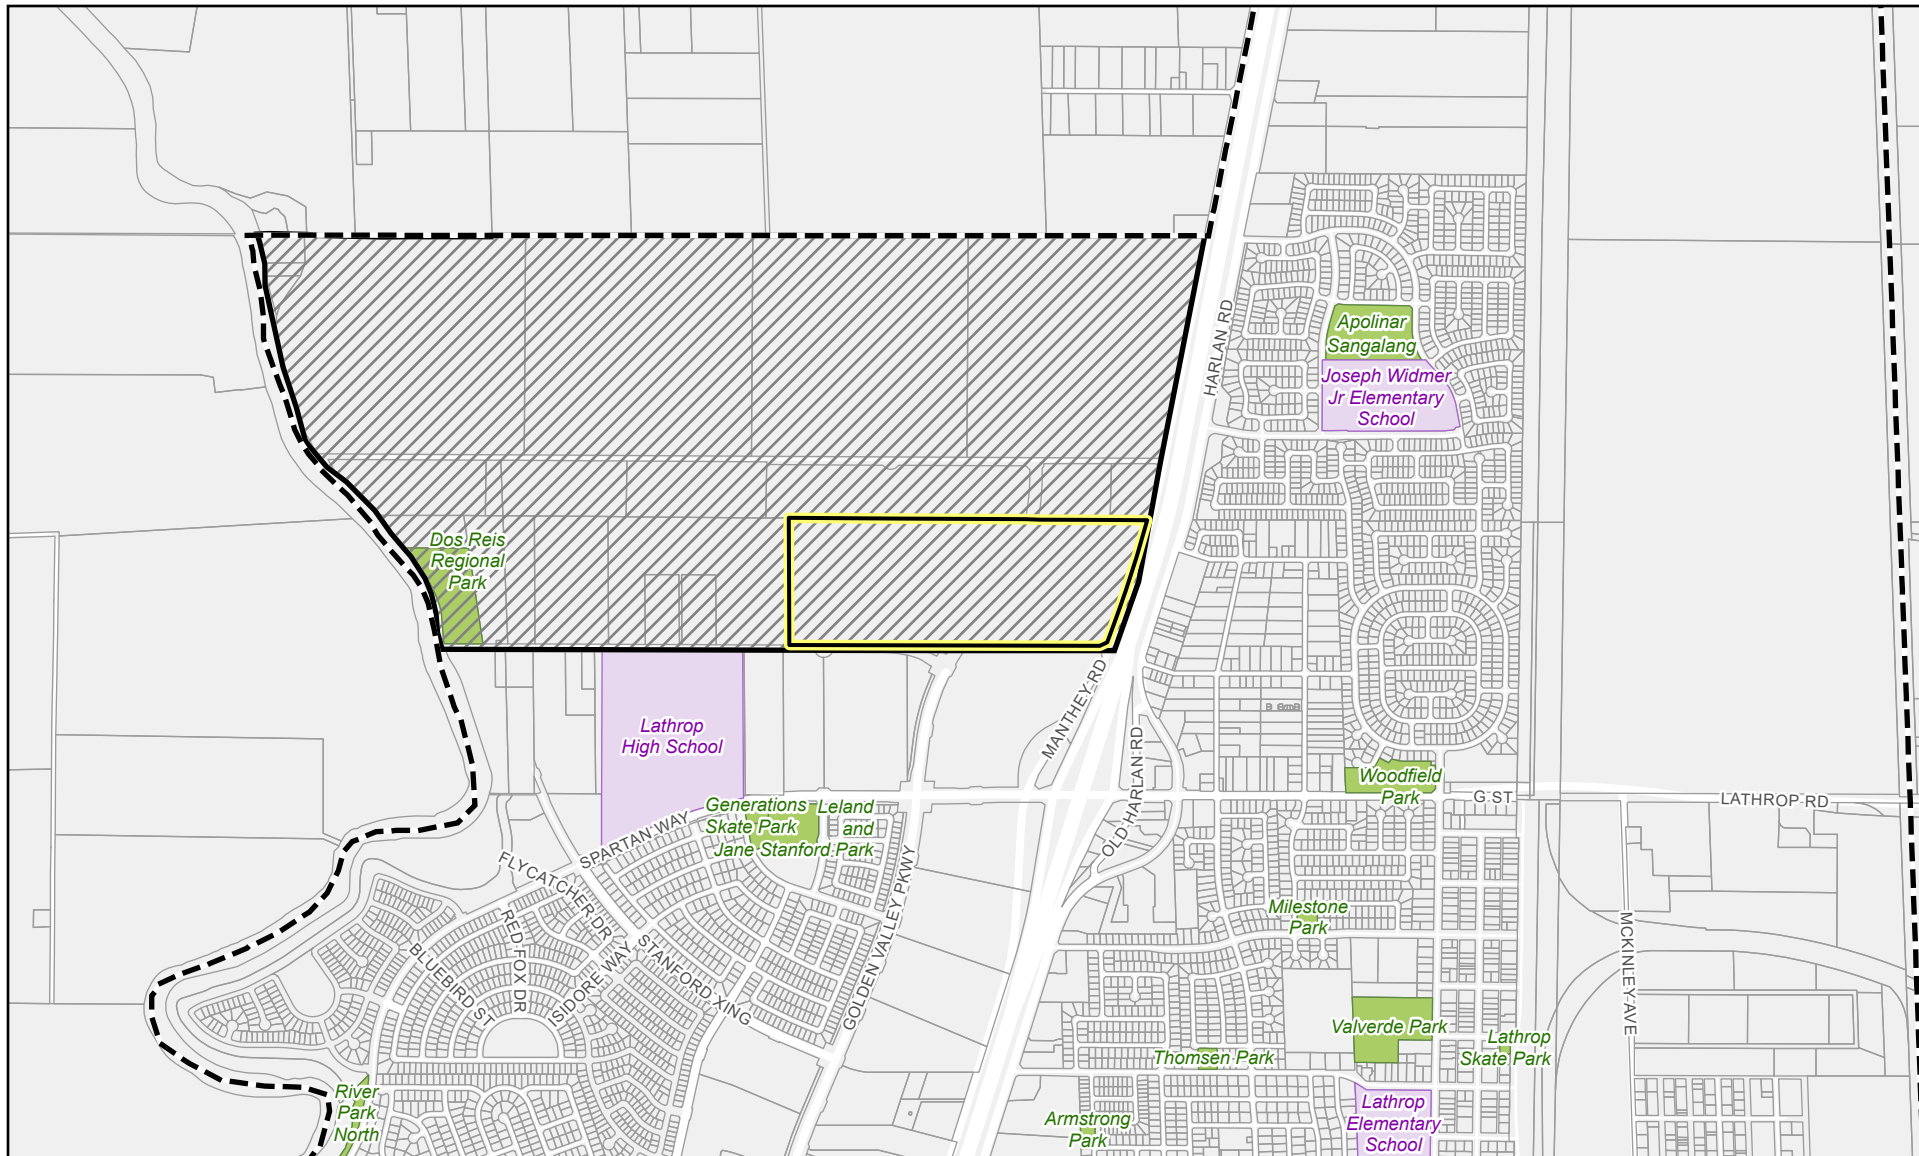 HARLAN RD
Apolinar
Sangalang
Joseph Widmer
Jr Elementary
School
Dos Reis
Regional
Park
MANTHEY RD
Lathrop
High School
OLD HARLAN RD
Woodfield
Park
G ST
LATHROP RD
Generations
Skate Park
Leland
and
Jane Stanford Park
SPARTAN WAY
FLYCATCHER DR
OLD HARLAN RD
GOLDEN VALLEY PKWY
RED FOX DR
BLUEBIRD ST
ISIDORE WAY
STANFORD XING
Milestone
Park
MCKINLEY AVE
Valverde Park
Lathrop
Skate Park
Thomsen Park
River
Park
North
Armstrong
Park
Lathrop
Elementary
School